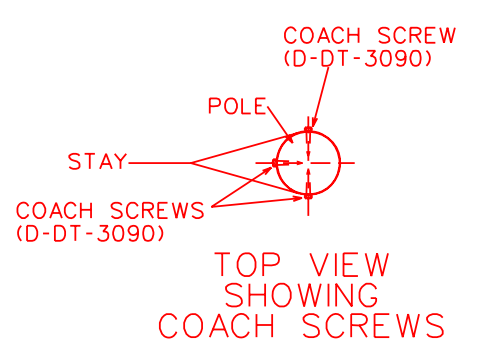 COACH SCREW
(D-DT-3090)
POLE
STAY
COACH SCREWS
(D-DT-3090)
TOP VIEW
SHOWING
COACH SCREWS